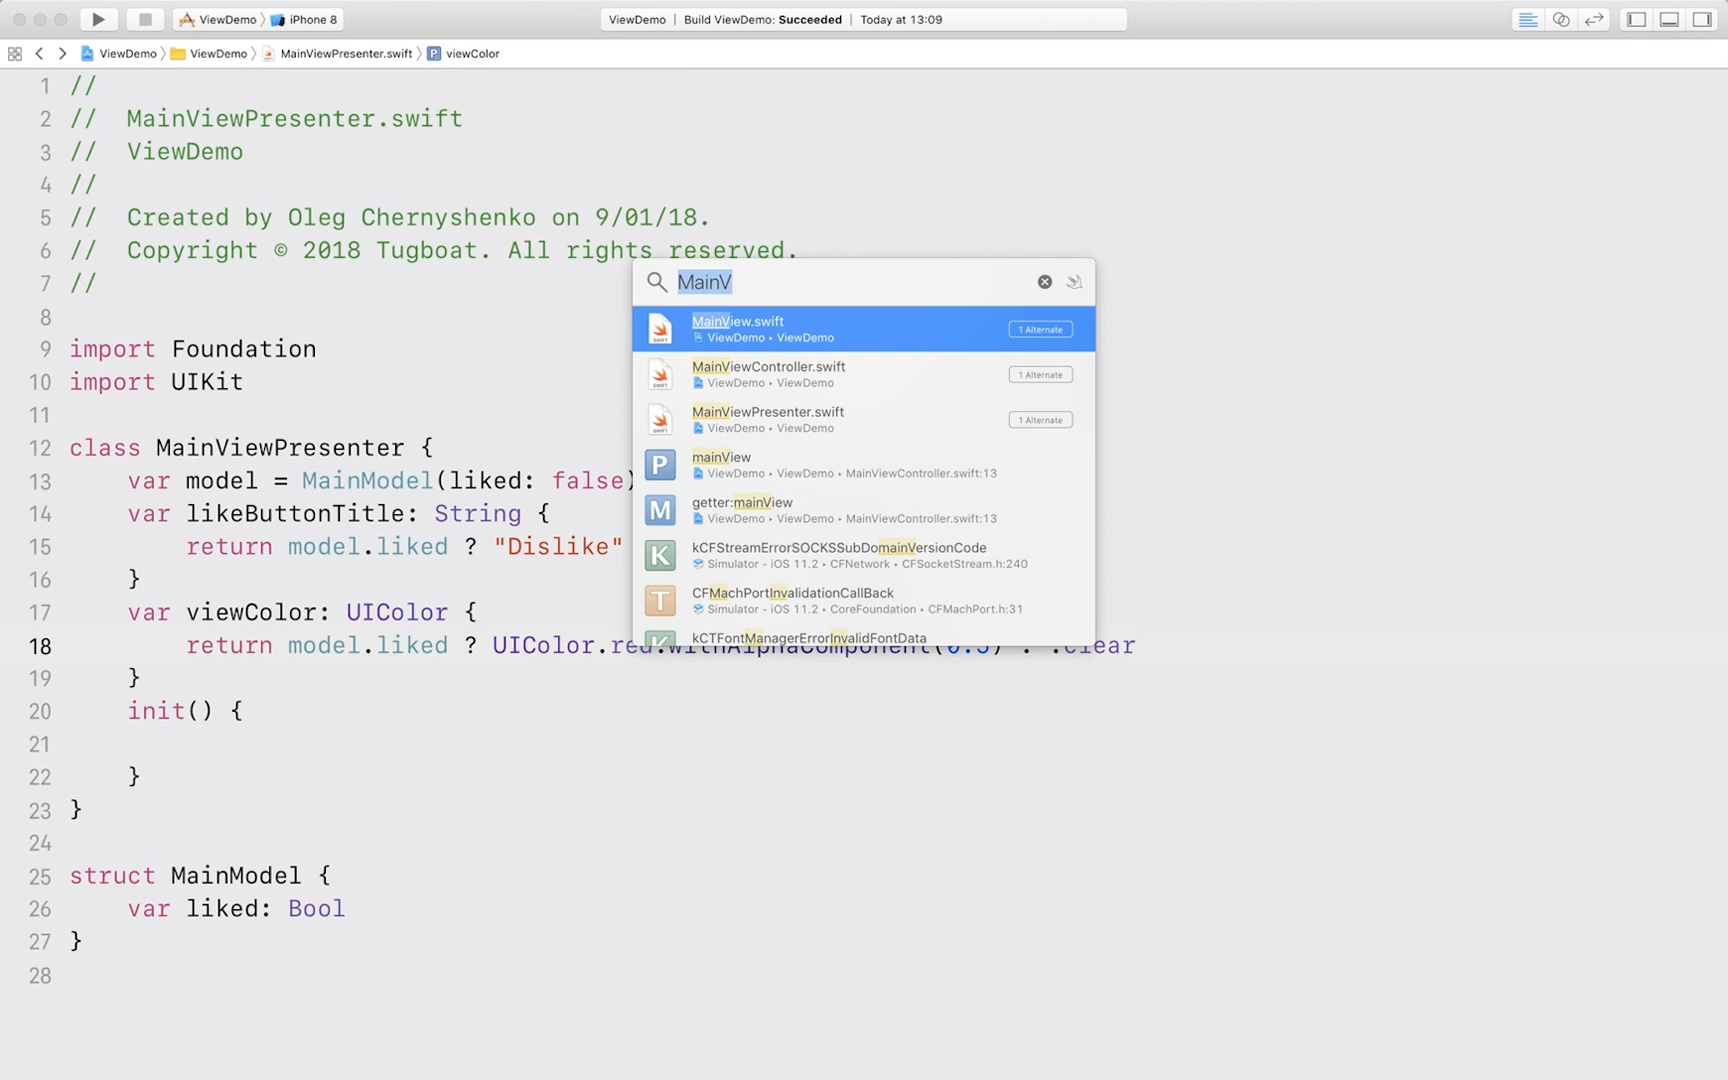 ViewDemo iPhone 8 ViewDemo | Build ViewDemo: Succeeded | Today at 13:09
ViewDemo ViewDemo MainViewPresenter.swift P viewColor
1 //
2 //  MainViewPresenter.swift
3 //  ViewDemo
4 //
5 //  Created by Oleg Chernyshenko on 9/01/18.
6 //  Copyright © 2018 Tugboat. All rights reserved.
7 //
8
9 import Foundation
10 import UIKit
11
12 class MainViewPresenter {
13     var model = MainModel(liked: false)
14     var likeButtonTitle: String {
15         return model.liked ? "Dislike"
16     }
17     var viewColor: UIColor {
18         return model.liked ? UIColor.red.withAlphaComponent(0.5) : .clear
19     }
20     init() {
21
22     }
23 }
24
25 struct MainModel {
26     var liked: Bool
27 }
28
MainV
MainView.swift
ViewDemo • ViewDemo
1 Alternate
MainViewController.swift
ViewDemo • ViewDemo
1 Alternate
MainViewPresenter.swift
ViewDemo • ViewDemo
1 Alternate
P mainView
ViewDemo • ViewDemo • MainViewController.swift:13
M getter:mainView
ViewDemo • ViewDemo • MainViewController.swift:13
K kCFStreamErrorSOCKSSubDomainVersionCode
Simulator - iOS 11.2 • CFNetwork • CFSocketStream.h:240
T CFMachPortInvalidationCallBack
Simulator - iOS 11.2 • CoreFoundation • CFMachPort.h:31
K kCTFontManagerErrorInvalidFontData